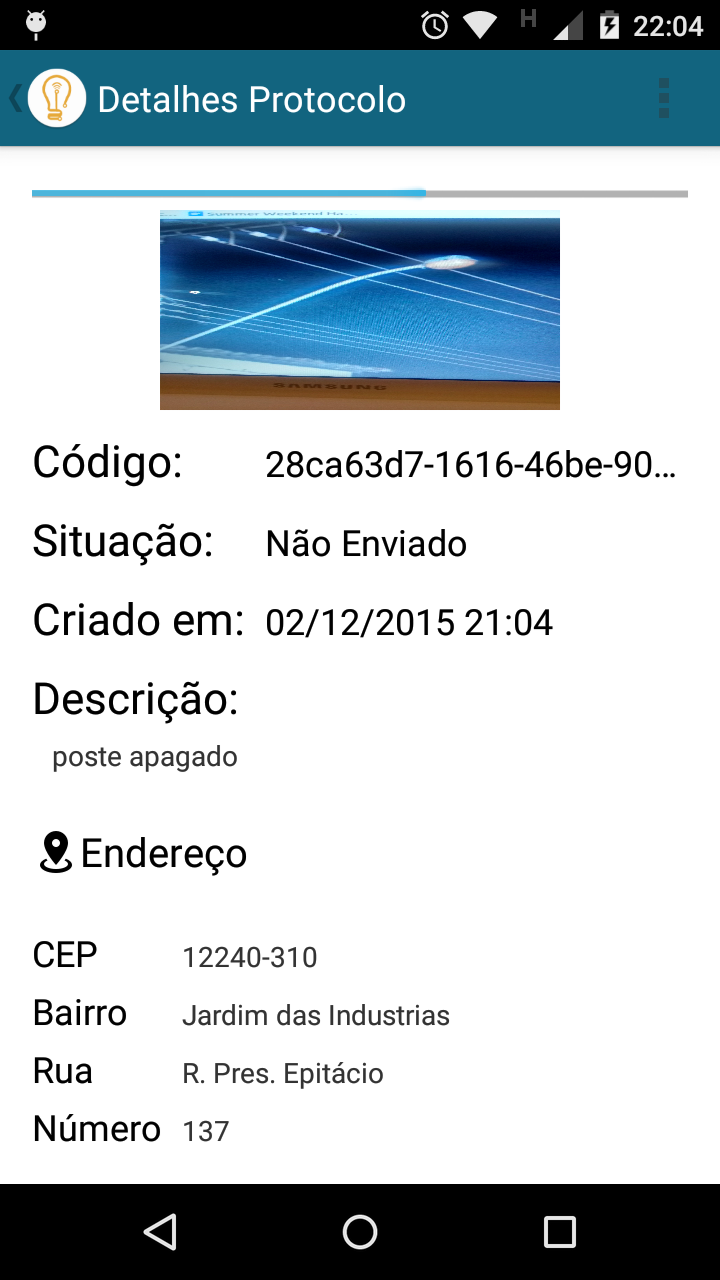 22:04
H
Detalhes Protocolo
Summer Weekend Ha...
SAMSUNG
Código: 28ca63d7-1616-46be-90...
Situação: Não Enviado
Criado em: 02/12/2015 21:04
Descrição:
poste apagado
Endereço
CEP 12240-310
Bairro Jardim das Industrias
Rua R. Pres. Epitácio
Número 137